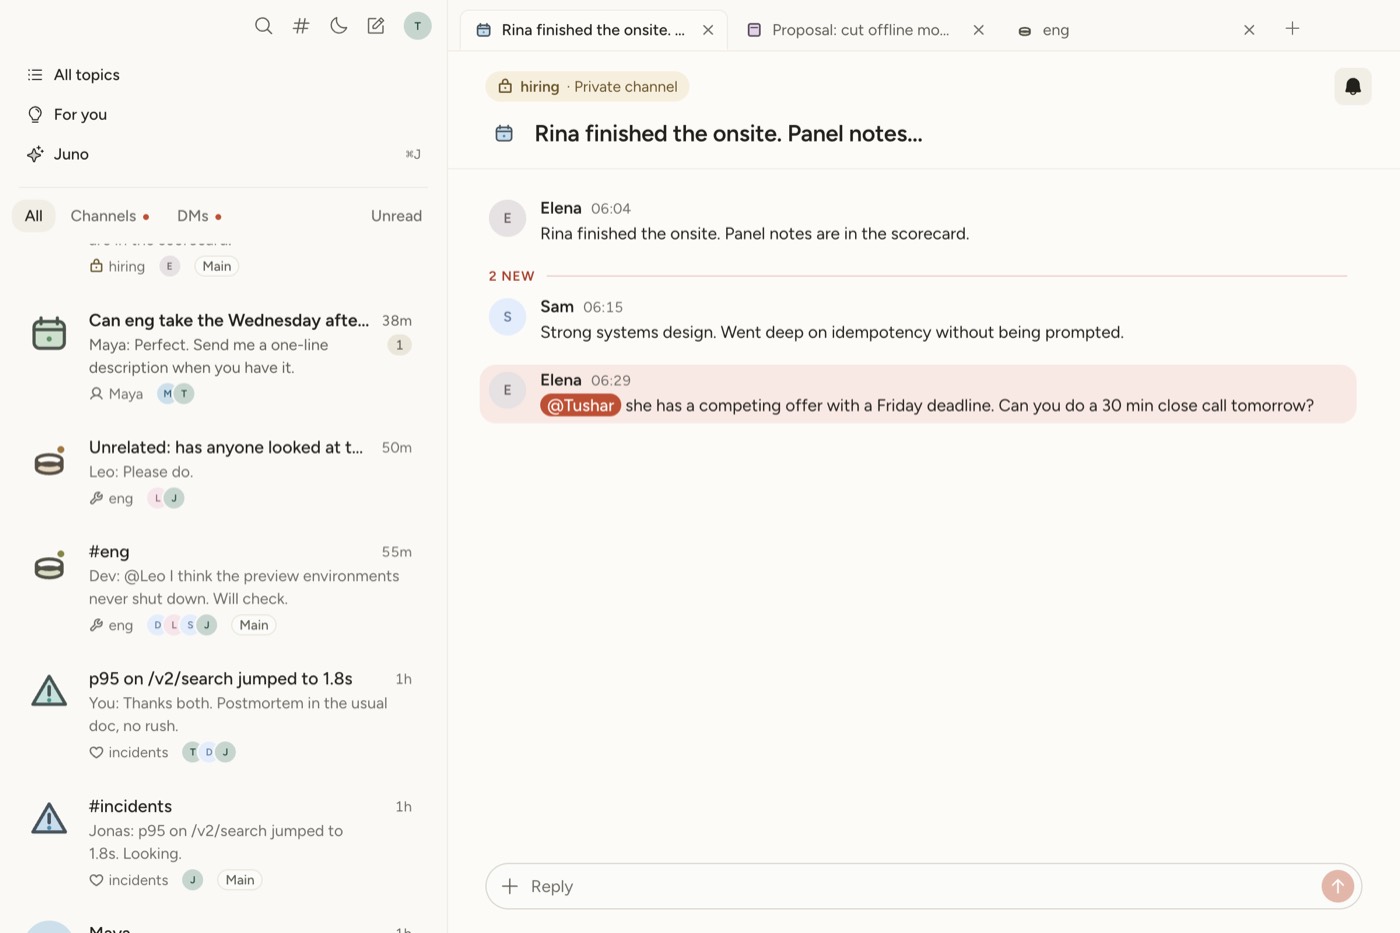 T
All topics
For you
Juno
⌘J
All
Channels
DMs
Unread
are in the scorecard.
hiring E Main
Can eng take the Wednesday afte... 38m
Maya: Perfect. Send me a one-line 1
description when you have it.
Maya M T
Unrelated: has anyone looked at t... 50m
Leo: Please do.
eng L J
#eng 55m
Dev: @Leo I think the preview environments
never shut down. Will check.
eng D L S J Main
p95 on /v2/search jumped to 1.8s 1h
You: Thanks both. Postmortem in the usual
doc, no rush.
incidents T D J
#incidents 1h
Jonas: p95 on /v2/search jumped to
1.8s. Looking.
incidents J Main
Maya 1h
Rina finished the onsite. ...
Proposal: cut offline mo...
eng
hiring · Private channel
Rina finished the onsite. Panel notes...
E
Elena 06:04
Rina finished the onsite. Panel notes are in the scorecard.
2 NEW
S
Sam 06:15
Strong systems design. Went deep on idempotency without being prompted.
E
Elena 06:29
@Tushar she has a competing offer with a Friday deadline. Can you do a 30 min close call tomorrow?
Reply